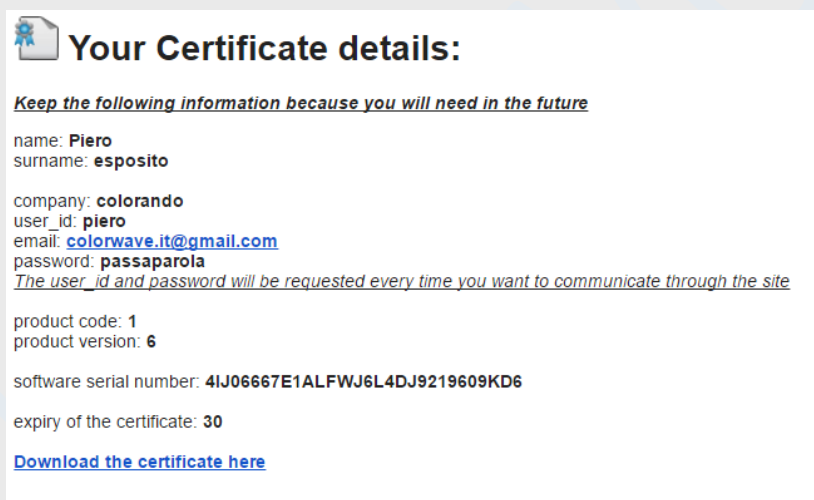 Your Certificate details:
Keep the following information because you will need in the future
name: Piero
surname: esposito
company: colorando
user_id: piero
email: colorwave.it@gmail.com
password: passaparola
The user_id and password will be requested every time you want to communicate through the site
product code: 1
product version: 6
software serial number: 4IJ06667E1ALFWJ6L4DJ9219609KD6
expiry of the certificate: 30
Download the certificate here